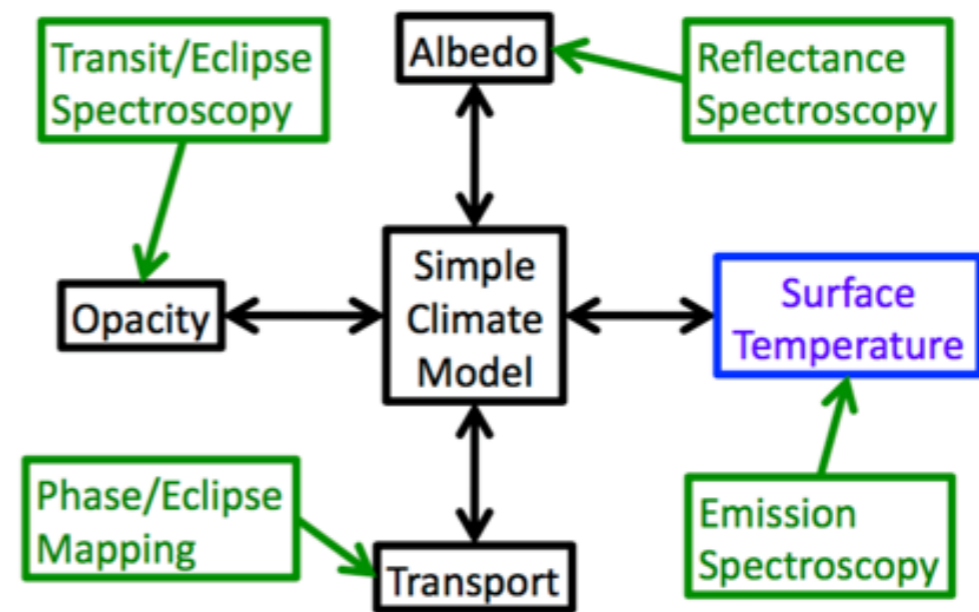 Transit/Eclipse
Spectroscopy
Albedo
Reflectance
Spectroscopy
Opacity
Simple
Climate
Model
Surface
Temperature
Phase/Eclipse
Mapping
Transport
Emission
Spectroscopy